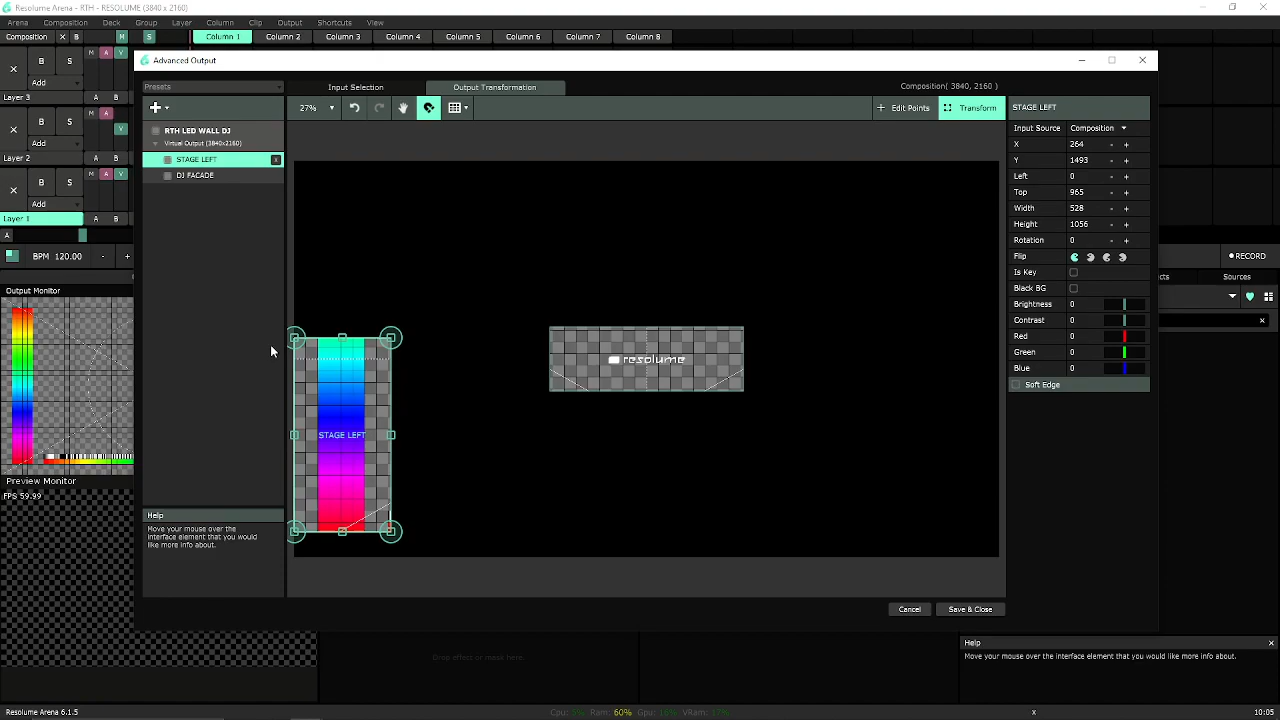 Resolume Arena - RTH - RESOLUME (3840 x 2160)
Arena Composition Deck Group Layer Column Clip Output Shortcuts View
Composition X B M S Column 1 Column 2 Column 3 Column 4 Column 5 Column 6 Column 7 Column 8
B S M A V
Add
Layer 3 A B
B S M A V
Add
Layer 2 A B
B S M A V
Add
Layer 1 A B
A
BPM 120.00 - +
RECORD
Output Monitor
Sources
Preview Monitor
FPS 59.99
Advanced Output
Presets
Input Selection Output Transformation Composition( 3840, 2160 )
27% Edit Points Transform
RTH LED WALL DJ
Virtual Output (3840x2160)
STAGE LEFT x
DJ FACADE
Help
Move your mouse over the
interface element that you would
like more info about.
STAGE LEFT
resolume
STAGE LEFT
Input Source Composition
X 264 - +
Y 1493 - +
Left 0 - +
Top 965 - +
Width 528 - +
Height 1056 - +
Rotation 0 - +
Flip
Is Key
Black BG
Brightness 0
Contrast 0
Red 0
Green 0
Blue 0
Soft Edge
Cancel Save & Close
Drop effect or mask here.
Help x
Move your mouse over the interface element that you would like more info about.
Resolume Arena 6.1.5 Ram: 60% x 10:05